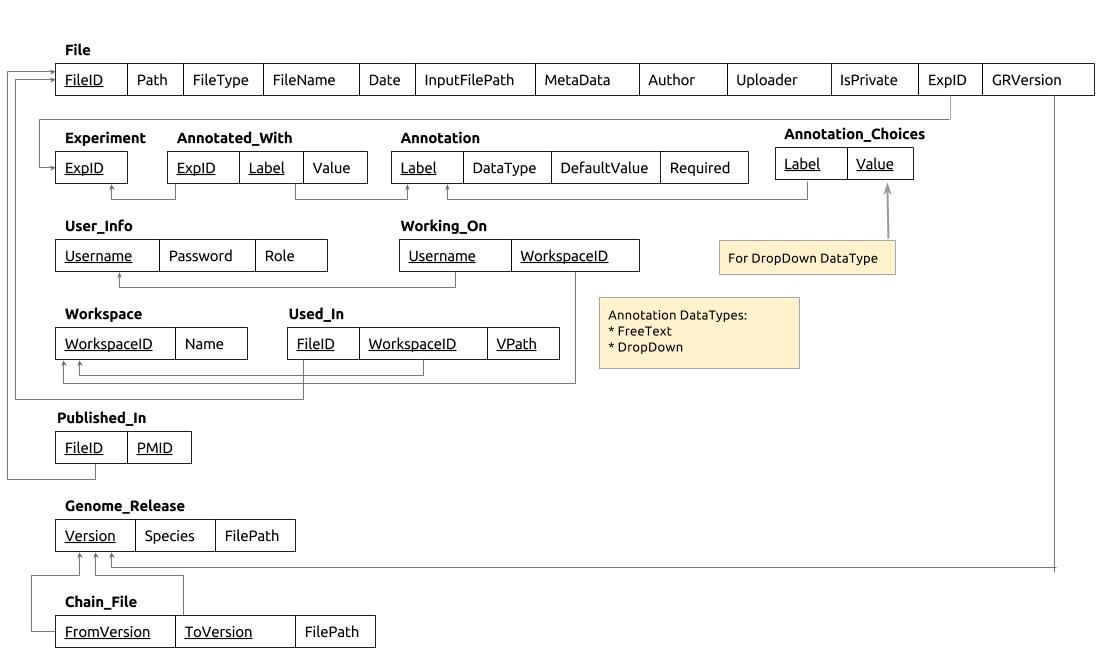 File
FileID Path FileType FileName Date InputFilePath MetaData Author Uploader IsPrivate ExpID GRVersion
Experiment Annotated_With Annotation Annotation_Choices
ExpID ExpID Label Value Label DataType DefaultValue Required Label Value
User_Info Working_On
Username Password Role Username WorkspaceID For DropDown DataType
Workspace Used_In
WorkspaceID Name FileID WorkspaceID VPath
Annotation DataTypes:
* FreeText
* DropDown
Published_In
FileID PMID
Genome_Release
Version Species FilePath
Chain_File
FromVersion ToVersion FilePath